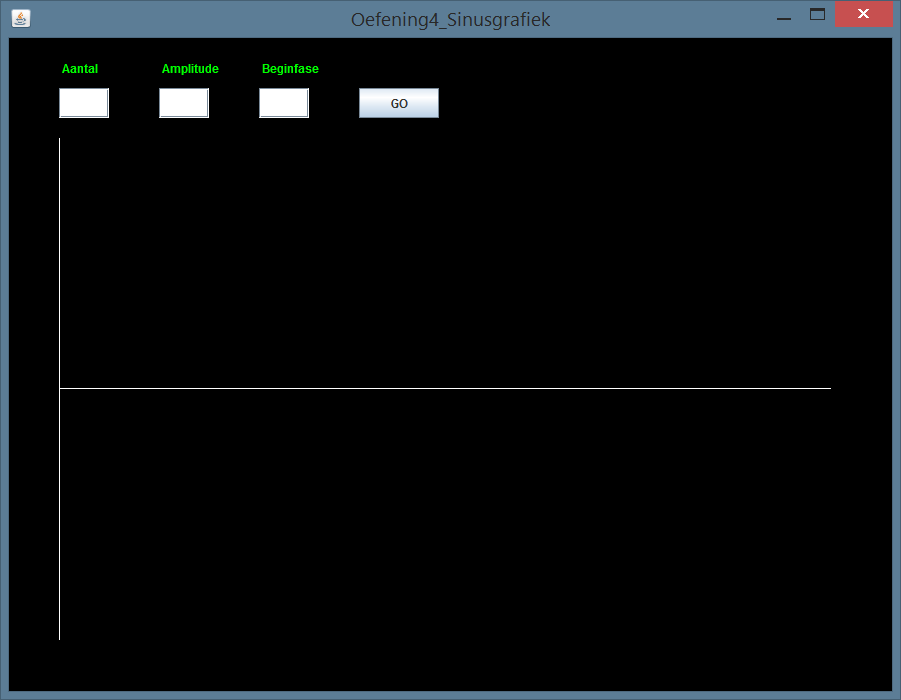 Oefening4_Sinusgrafiek
Aantal Amplitude Beginfase
GO